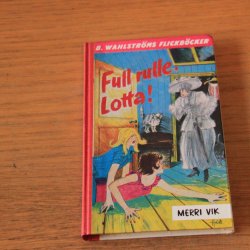 B. WAHLSTRÖMS FLICKBÖCKER
Full rulle,
Lotta!
MERRI VIK